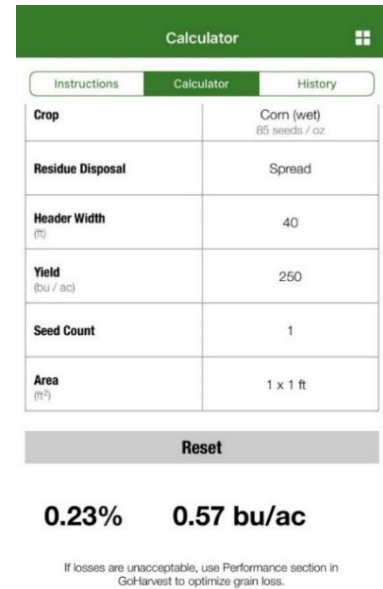 Calculator
Instructions Calculator History
Crop Corn (wet)
85 seeds / oz
Residue Disposal Spread
Header Width 40
(ft)
Yield 250
(bu / ac)
Seed Count 1
Area 1 x 1 ft
(ft²)
Reset
0.23% 0.57 bu/ac
If losses are unacceptable, use Performance section in
GoHarvest to optimize grain loss.